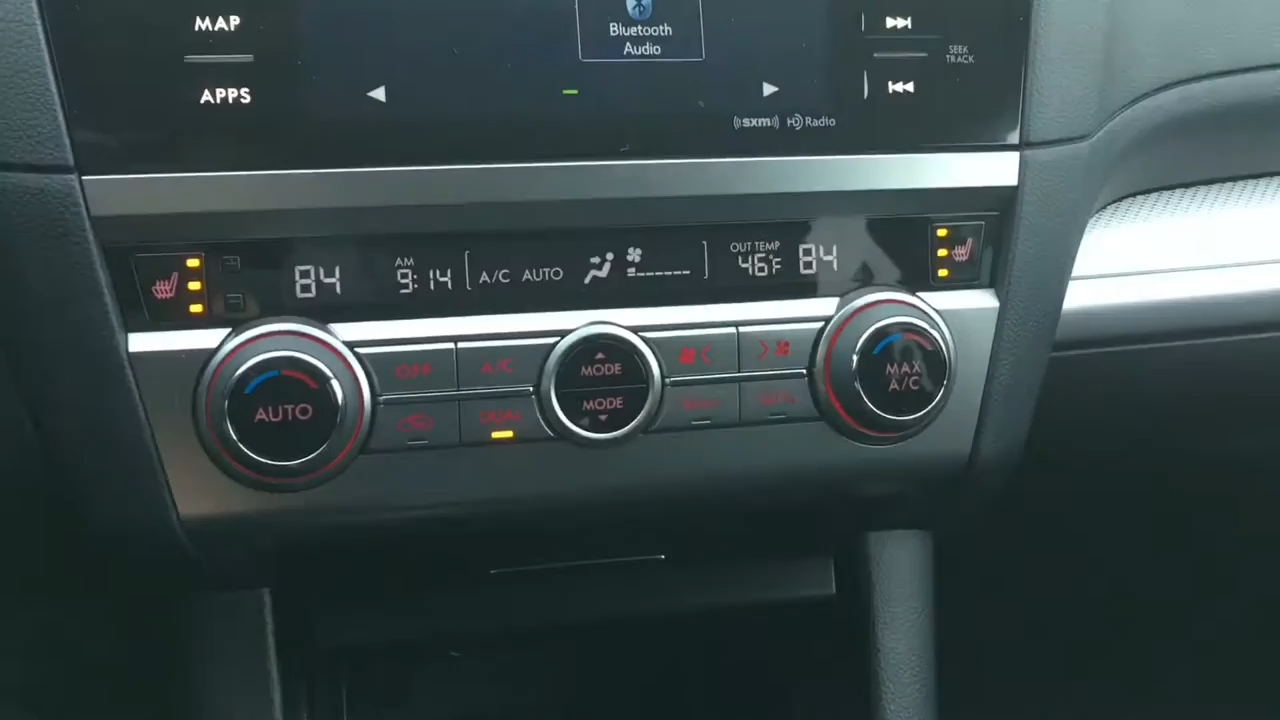 MAP
Bluetooth
Audio
SEEK
TRACK
APPS
((sxm)) HD Radio
84
AM
9:14
A/C AUTO
OUT TEMP
46°F
84
OFF
A/C
MODE
MAX
A/C
AUTO
DUAL
MODE